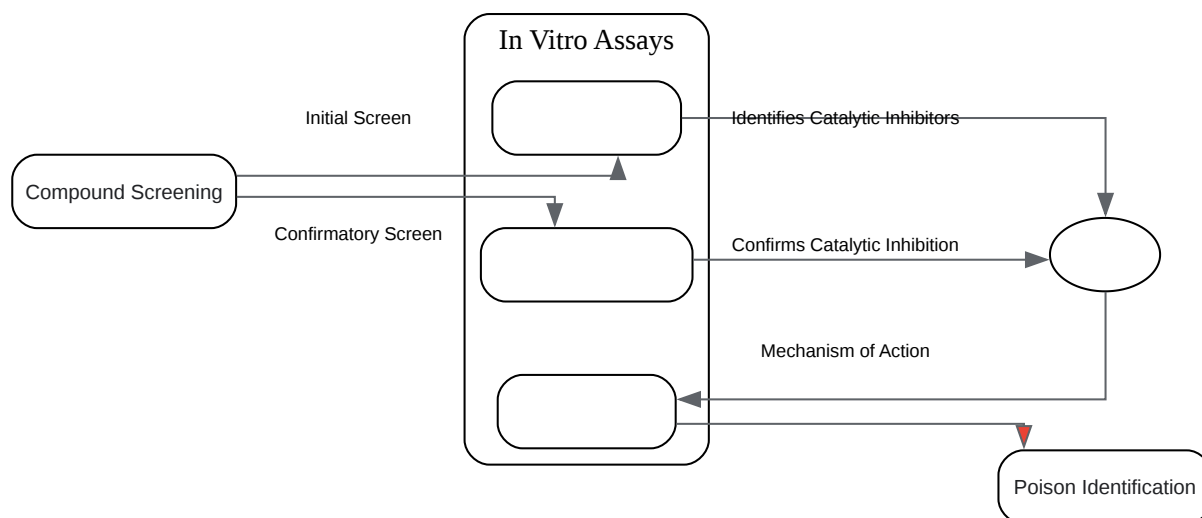 In Vitro Assays
Initial Screen
Identifies Catalytic Inhibitors
Compound Screening
Confirmatory Screen
Confirms Catalytic Inhibition
Mechanism of Action
Poison Identification